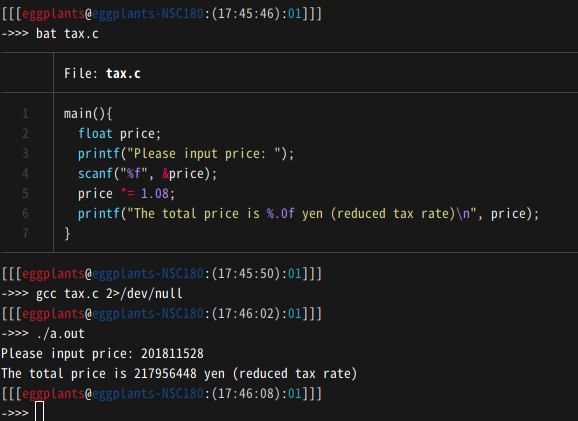 [[[eggplants@eggplants-NSC180:(17:45:46):01]]]
->>> bat tax.c
File: tax.c
1 main(){
2 float price;
3 printf("Please input price: ");
4 scanf("%f", &price);
5 price *= 1.08;
6 printf("The total price is %.0f yen (reduced tax rate)\n", price);
7 }
[[[eggplants@eggplants-NSC180:(17:45:50):01]]]
->>> gcc tax.c 2>/dev/null
[[[eggplants@eggplants-NSC180:(17:46:02):01]]]
->>> ./a.out
Please input price: 201811528
The total price is 217956448 yen (reduced tax rate)
[[[eggplants@eggplants-NSC180:(17:46:08):01]]]
->>>